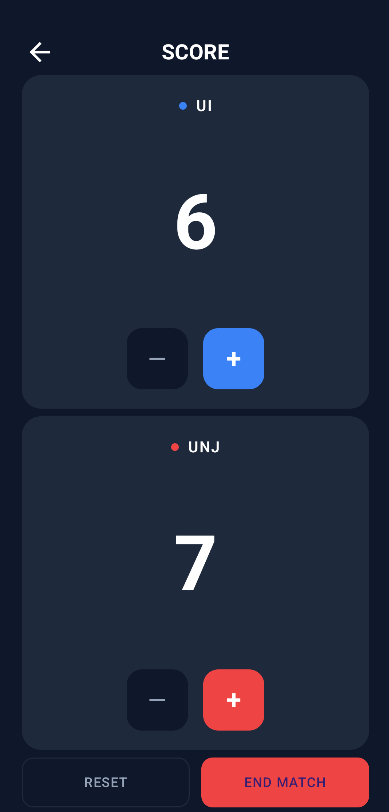 SCORE
UI
6
− +
UNJ
7
− +
RESET END MATCH